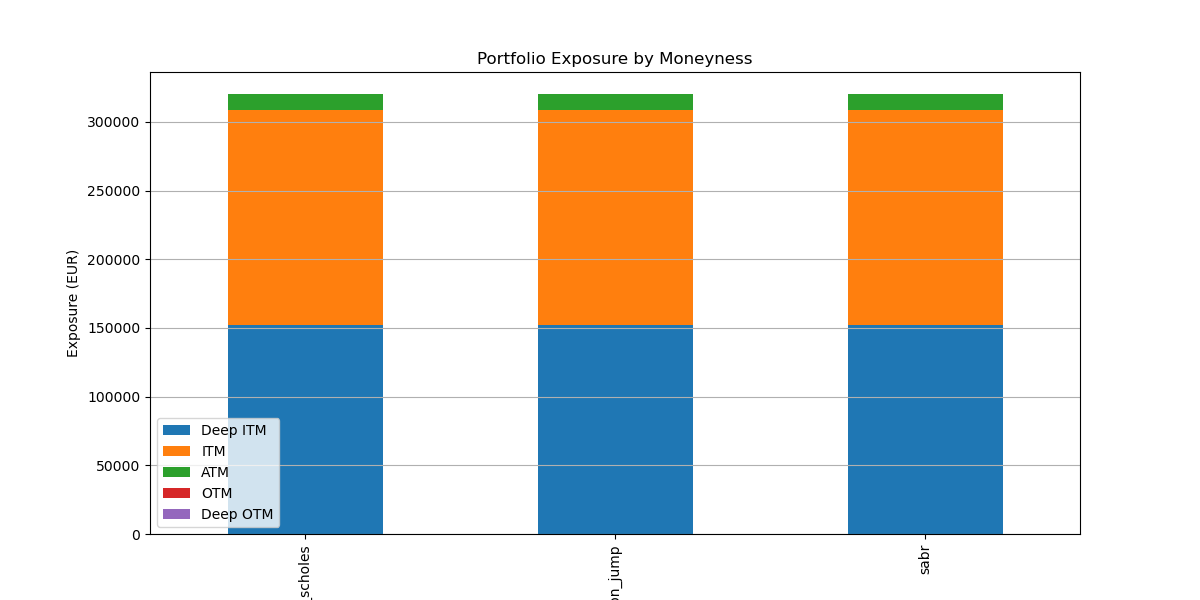 Portfolio Exposure by Moneyness
Exposure (EUR)
300000
250000
200000
150000
100000
50000
0
Deep ITM
ITM
ATM
OTM
Deep OTM
_scholes
on_jump
sabr